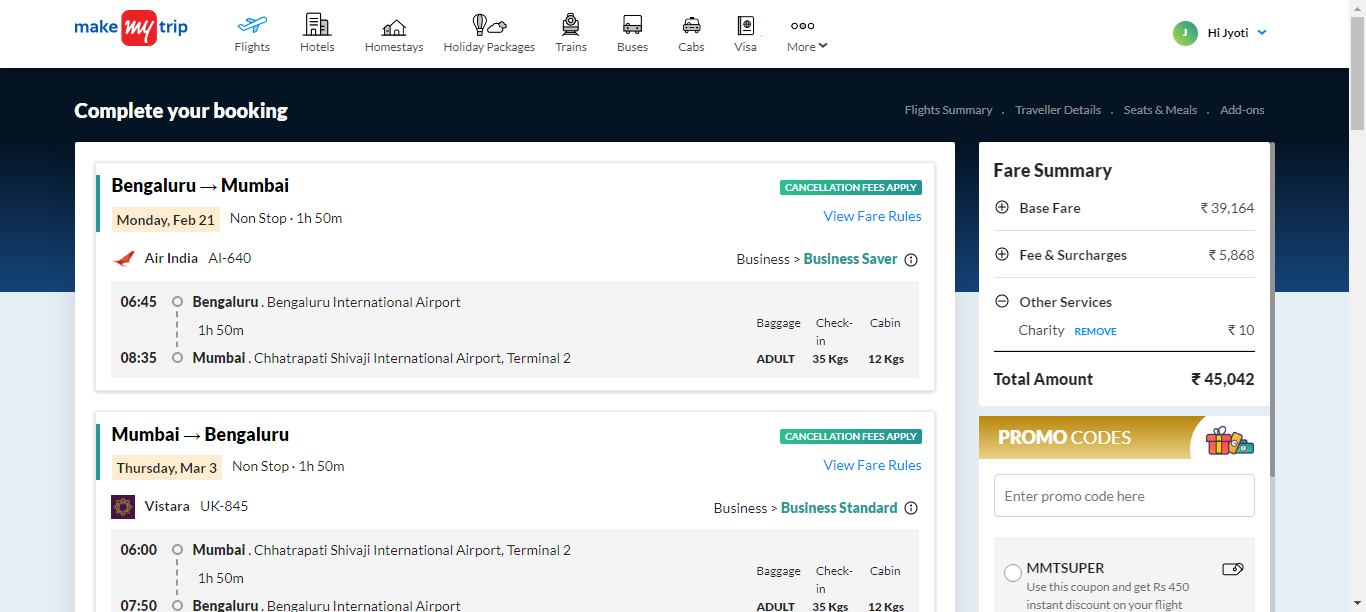 make my trip
Flights
Hotels
Homestays
Holiday Packages
Trains
Buses
Cabs
Visa
More
J
Hi Jyoti
Complete your booking
Flights Summary . Traveller Details . Seats & Meals . Add-ons
Bengaluru → Mumbai
CANCELLATION FEES APPLY
Monday, Feb 21 Non Stop · 1h 50m
View Fare Rules
Air India AI-640
Business > Business Saver
06:45 Bengaluru . Bengaluru International Airport
1h 50m
08:35 Mumbai . Chhatrapati Shivaji International Airport, Terminal 2
Baggage Check-in Cabin
ADULT 35 Kgs 12 Kgs
Mumbai → Bengaluru
CANCELLATION FEES APPLY
Thursday, Mar 3 Non Stop · 1h 50m
View Fare Rules
Vistara UK-845
Business > Business Standard
06:00 Mumbai . Chhatrapati Shivaji International Airport, Terminal 2
1h 50m
07:50 Bengaluru . Bengaluru International Airport
Baggage Check-in Cabin
ADULT 35 Kgs 12 Kgs
Fare Summary
Base Fare ₹ 39,164
Fee & Surcharges ₹ 5,868
Other Services
Charity REMOVE ₹ 10
Total Amount ₹ 45,042
PROMO CODES
Enter promo code here
MMTSUPER
Use this coupon and get Rs 450
instant discount on your flight